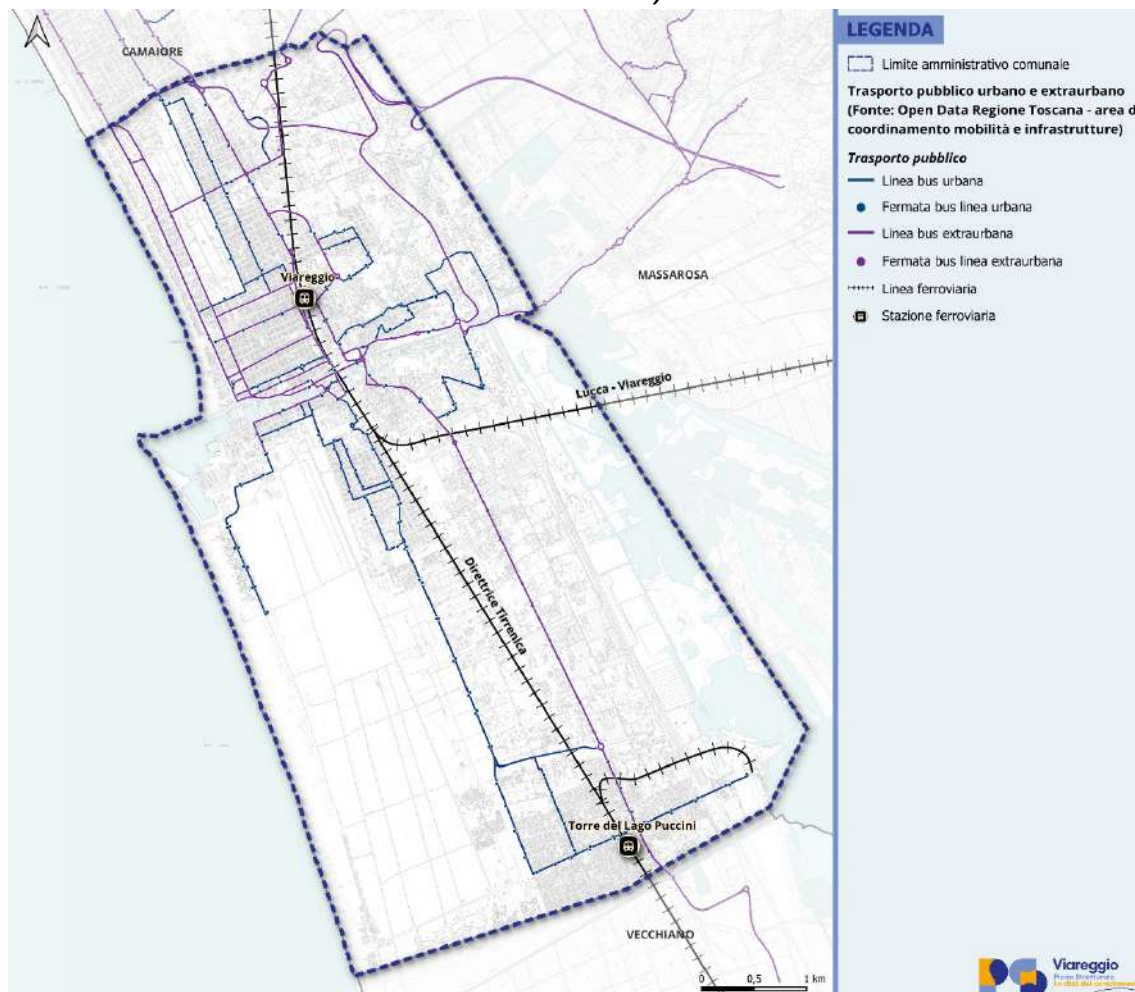 CAMAIORE
Viareggio
MASSAROSA
Lucca - Viareggio
Direttrice Tirrenica
Torre del Lago Puccini
VECCHIANO
0 0,5 1 km
LEGENDA
Limite amministrativo comunale
Trasporto pubblico urbano e extraurbano
(Fonte: Open Data Regione Toscana - area d
coordinamento mobilità e infrastrutture)
Trasporto pubblico
Linea bus urbana
Fermata bus linea urbana
Linea bus extraurbana
Fermata bus linea extraurbana
Linea ferroviaria
Stazione ferroviaria
Viareggio
Piano Strutturale